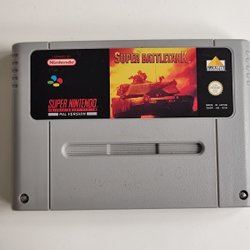 Nintendo
SUPER BATTLETANK
SUPER NINTENDO
ENTERTAINMENT SYSTEM
PAL VERSION